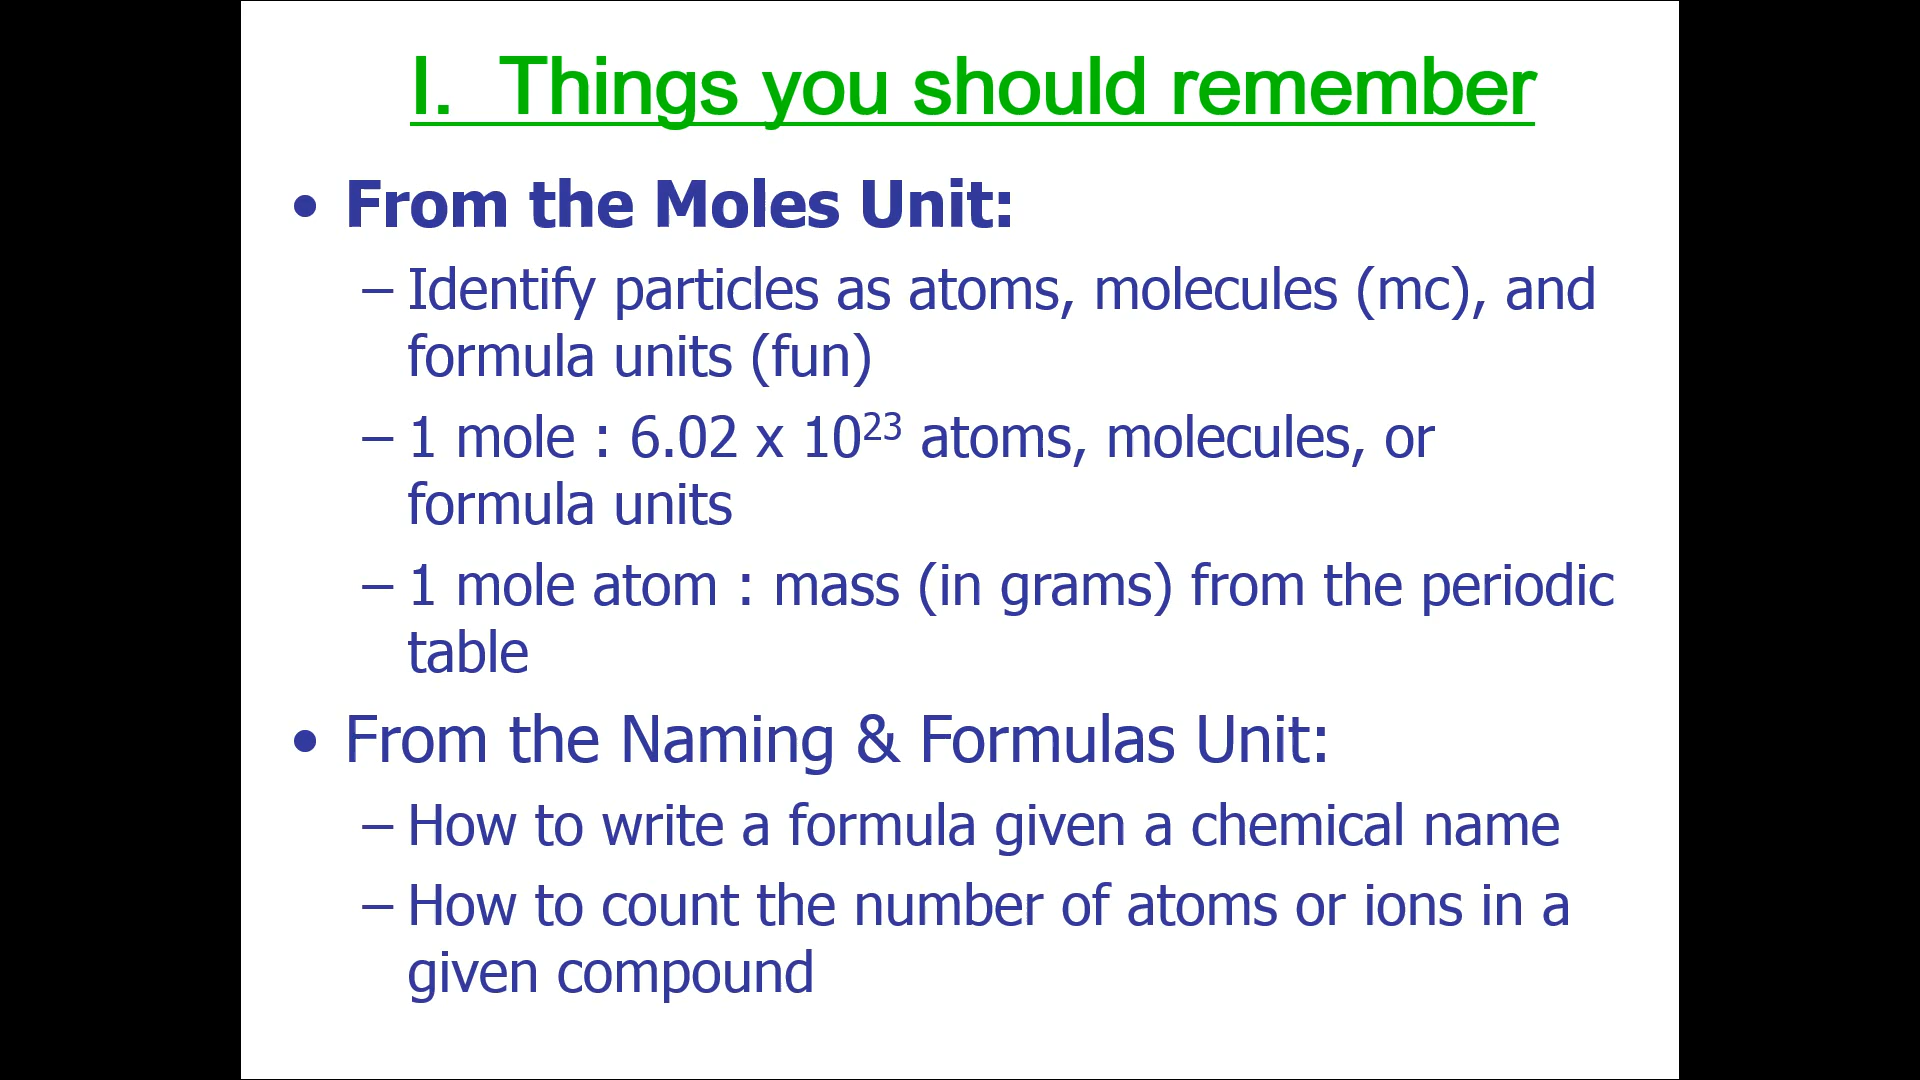 I. Things you should remember
• From the Moles Unit:
– Identify particles as atoms, molecules (mc), and
formula units (fun)
– 1 mole : 6.02 x 10²³ atoms, molecules, or
formula units
– 1 mole atom : mass (in grams) from the periodic
table
• From the Naming & Formulas Unit:
– How to write a formula given a chemical name
– How to count the number of atoms or ions in a
given compound